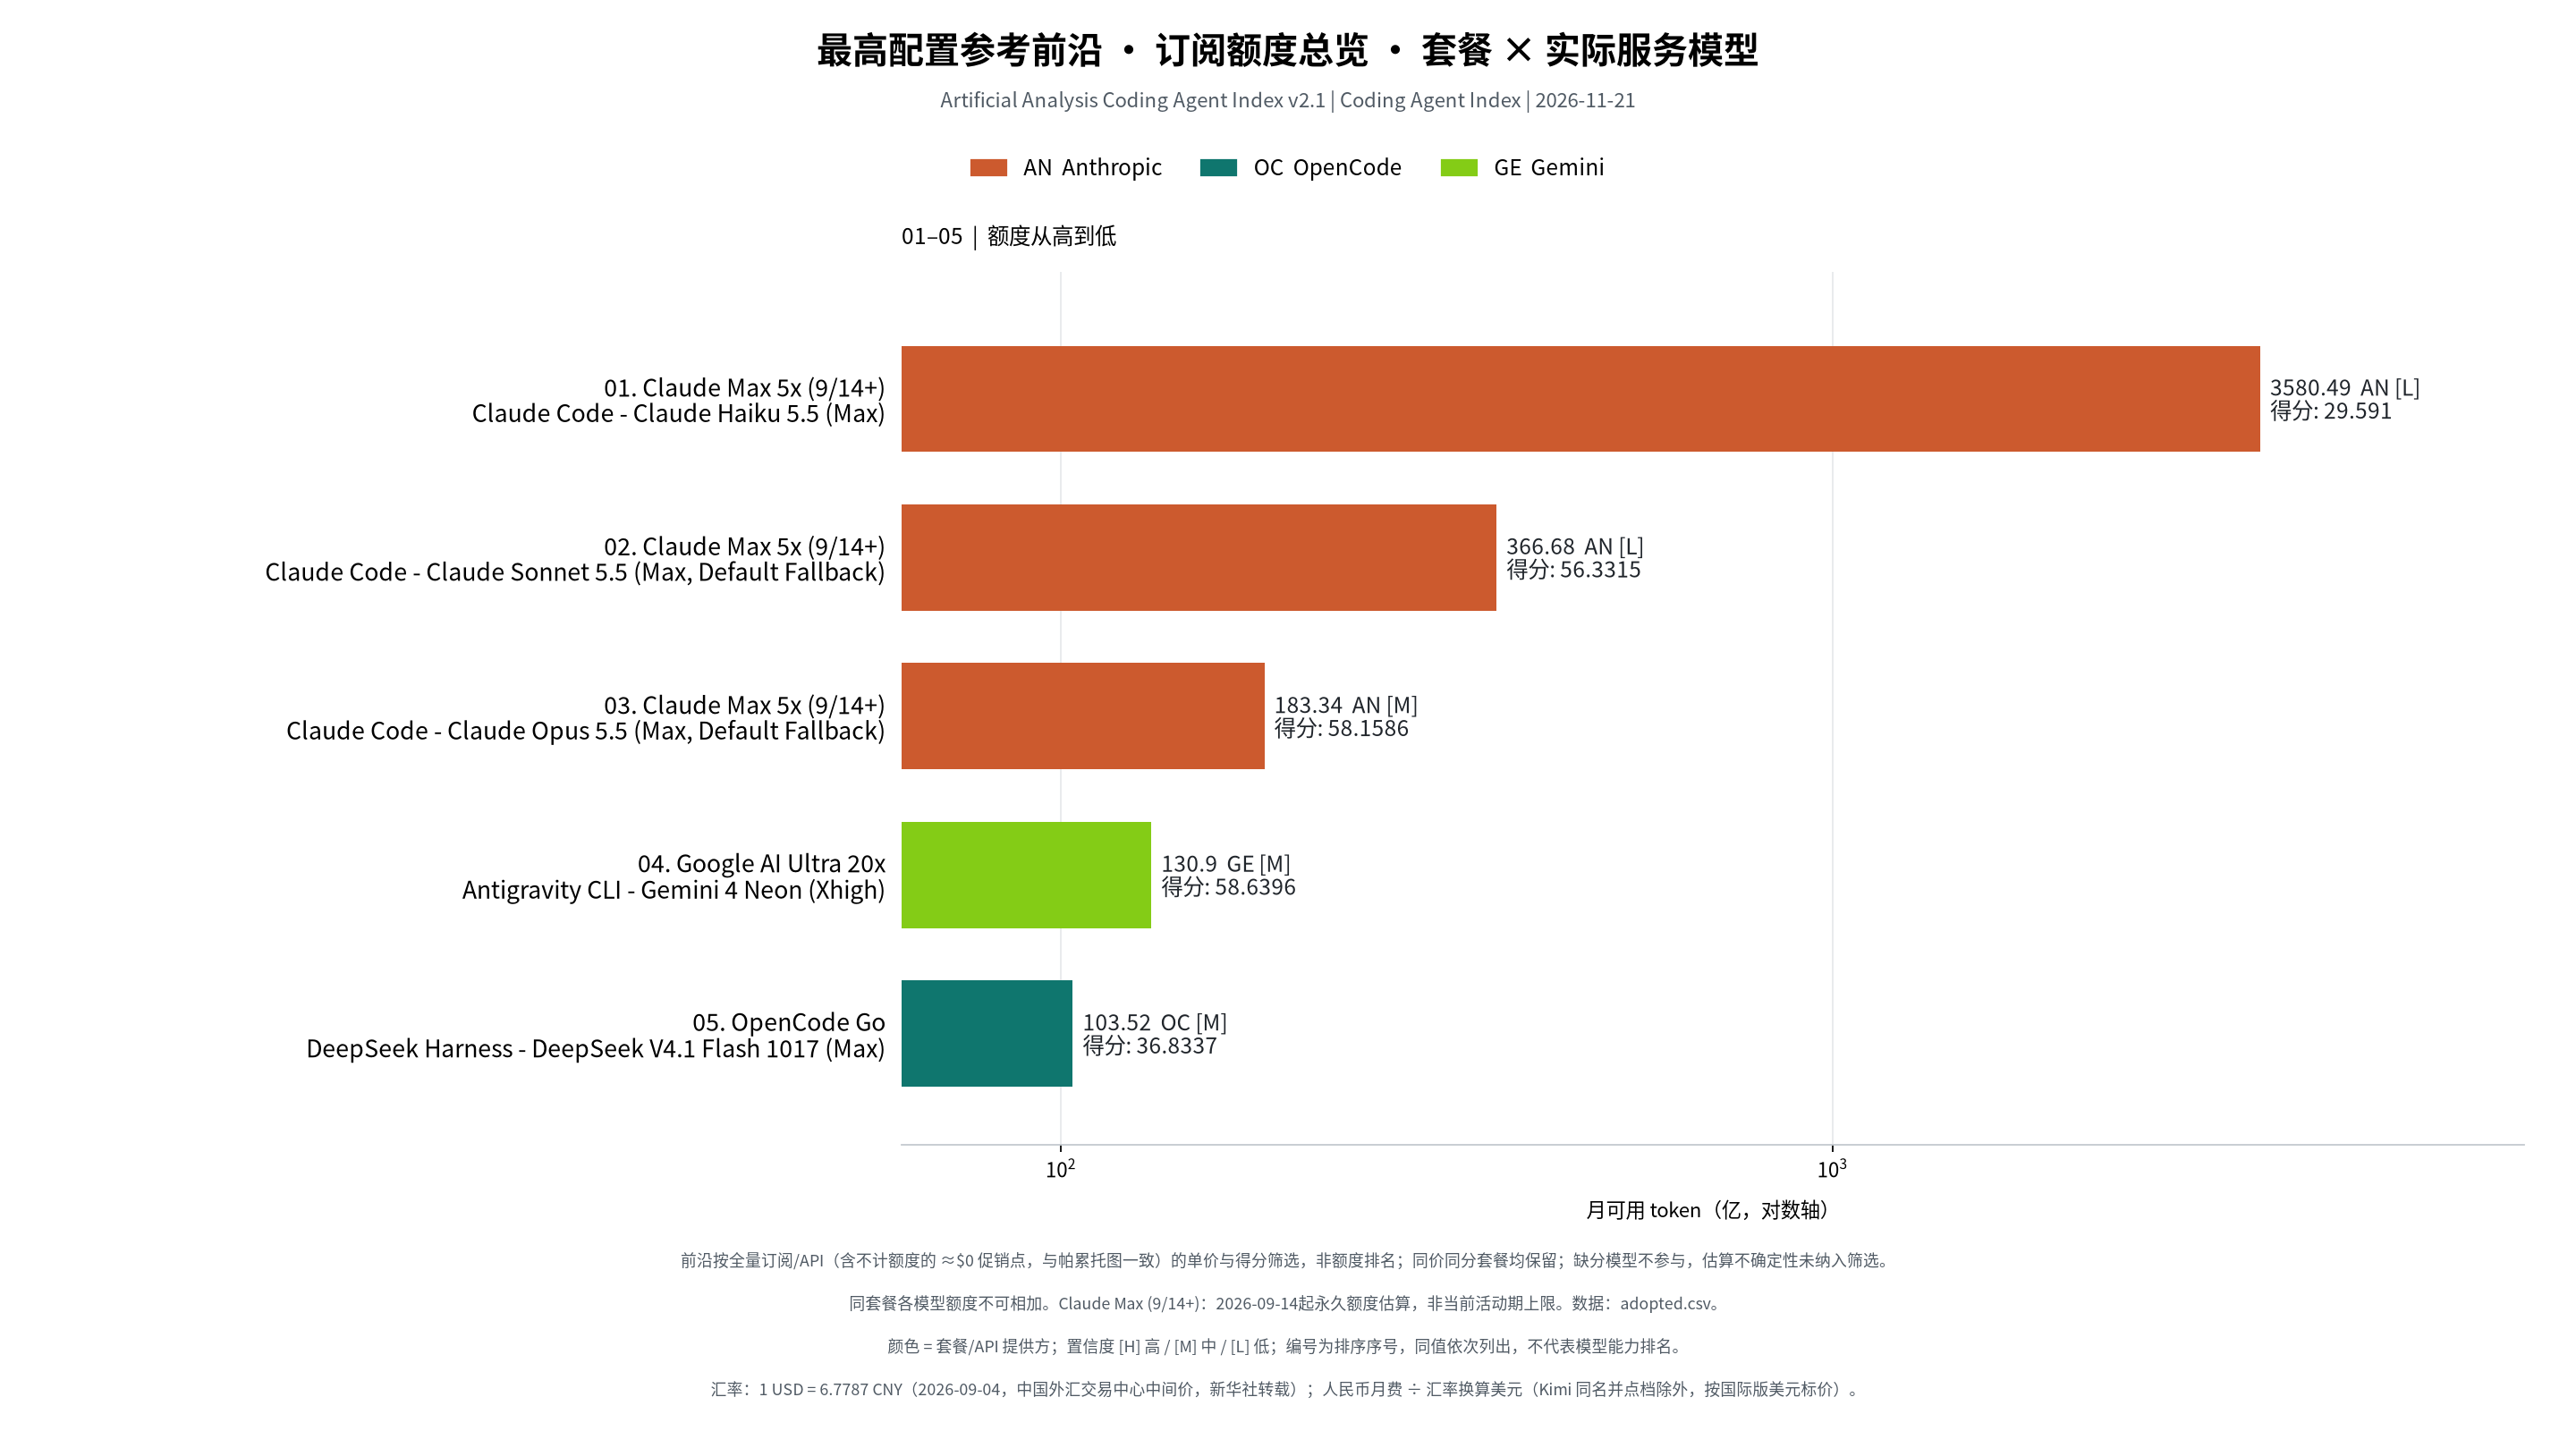 最高配置参考前沿 · 订阅额度总览 · 套餐 × 实际服务模型
Artificial Analysis Coding Agent Index v2.1 | Coding Agent Index | 2026-11-21
AN Anthropic
OC OpenCode
GE Gemini
01–05 | 额度从高到低
01. Claude Max 5x (9/14+)
Claude Code - Claude Haiku 5.5 (Max)
3580.49 AN [L]
得分: 29.591
02. Claude Max 5x (9/14+)
Claude Code - Claude Sonnet 5.5 (Max, Default Fallback)
366.68 AN [L]
得分: 56.3315
03. Claude Max 5x (9/14+)
Claude Code - Claude Opus 5.5 (Max, Default Fallback)
183.34 AN [M]
得分: 58.1586
04. Google AI Ultra 20x
Antigravity CLI - Gemini 4 Neon (Xhigh)
130.9 GE [M]
得分: 58.6396
05. OpenCode Go
DeepSeek Harness - DeepSeek V4.1 Flash 1017 (Max)
103.52 OC [M]
得分: 36.8337
10²
10³
月可用 token（亿，对数轴）
前沿按全量订阅/API（含不计额度的 ≈$0 促销点，与帕累托图一致）的单价与得分筛选，非额度排名；同价同分套餐均保留；缺分模型不参与，估算不确定性未纳入筛选。
同套餐各模型额度不可相加。Claude Max (9/14+)：2026-09-14起永久额度估算，非当前活动期上限。数据：adopted.csv。
颜色 = 套餐/API 提供方；置信度 [H] 高 / [M] 中 / [L] 低；编号为排序序号，同值依次列出，不代表模型能力排名。
汇率：1 USD = 6.7787 CNY（2026-09-04，中国外汇交易中心中间价，新华社转载）；人民币月费 ÷ 汇率换算美元（Kimi 同名并点档除外，按国际版美元标价）。